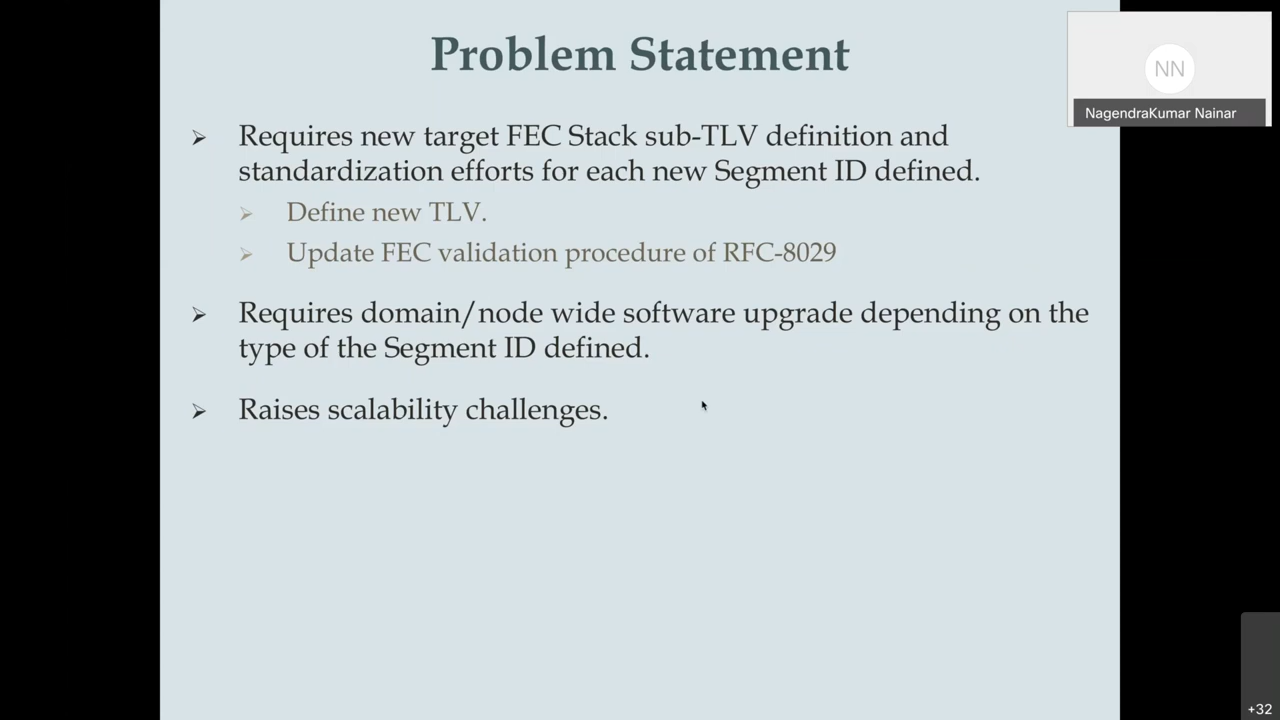 Problem Statement
Requires new target FEC Stack sub-TLV definition and
standardization efforts for each new Segment ID defined.
Define new TLV.
Update FEC validation procedure of RFC-8029
Requires domain/node wide software upgrade depending on the
type of the Segment ID defined.
Raises scalability challenges.
NN
NagendraKumar Nainar
+32